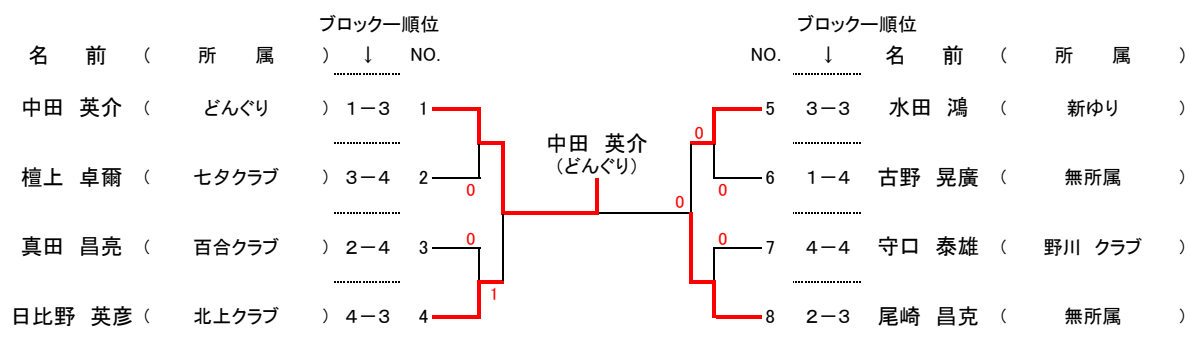 ブロック一順位 ブロック一順位
名 前 ( 所 属 ) ↓ NO. NO. ↓ 名 前 ( 所 属 )
中田 英介 ( どんぐり ) 1－3 1 5 3－3 水田 鴻 ( 新ゆり )
0
中田 英介
(どんぐり)
檀上 卓爾 ( 七夕クラブ ) 3－4 2 6 1－4 古野 晃廣 ( 無所属 )
0 0
0
真田 昌亮 ( 百合クラブ ) 2－4 3 0 0 7 4－4 守口 泰雄 ( 野川 クラブ )
1
日比野 英彦 ( 北上クラブ ) 4－3 4 8 2－3 尾崎 昌克 ( 無所属 )